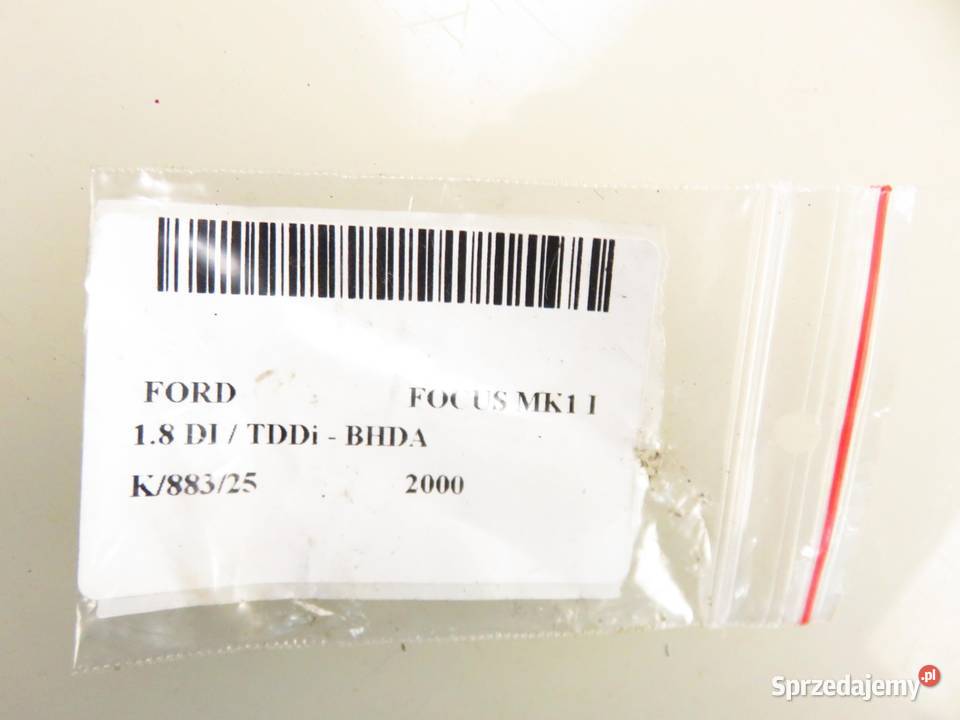 FORD FOCUS MK1 I
1.8 DI / TDDi - BHDA
K/883/25 2000
Sprzedajemy.pl